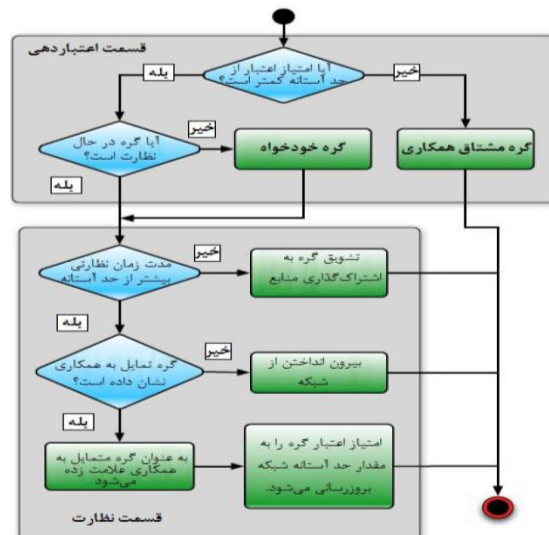 قسمت اعتباردهی
آیا امتیاز اعتبار از
حد آستانه کمتر است؟
بله
خیر
آیا گره در حال
نظارت است؟
خیر
گره خودخواه
گره مشتاق همکاری
بله
مدت زمان نظارتی
بیشتر از حد آستانه
خیر
تشویق گره به
اشتراک‌گذاری منابع
بله
گره تمایل به همکاری
نشان داده است؟
خیر
بیرون انداختن از
شبکه
بله
به عنوان گره متمایل به
همکاری علامت زده
می‌شود
امتیاز اعتبار گره را به
مقدار حد آستانه شبکه
بروزرسانی می‌شود.
قسمت نظارت